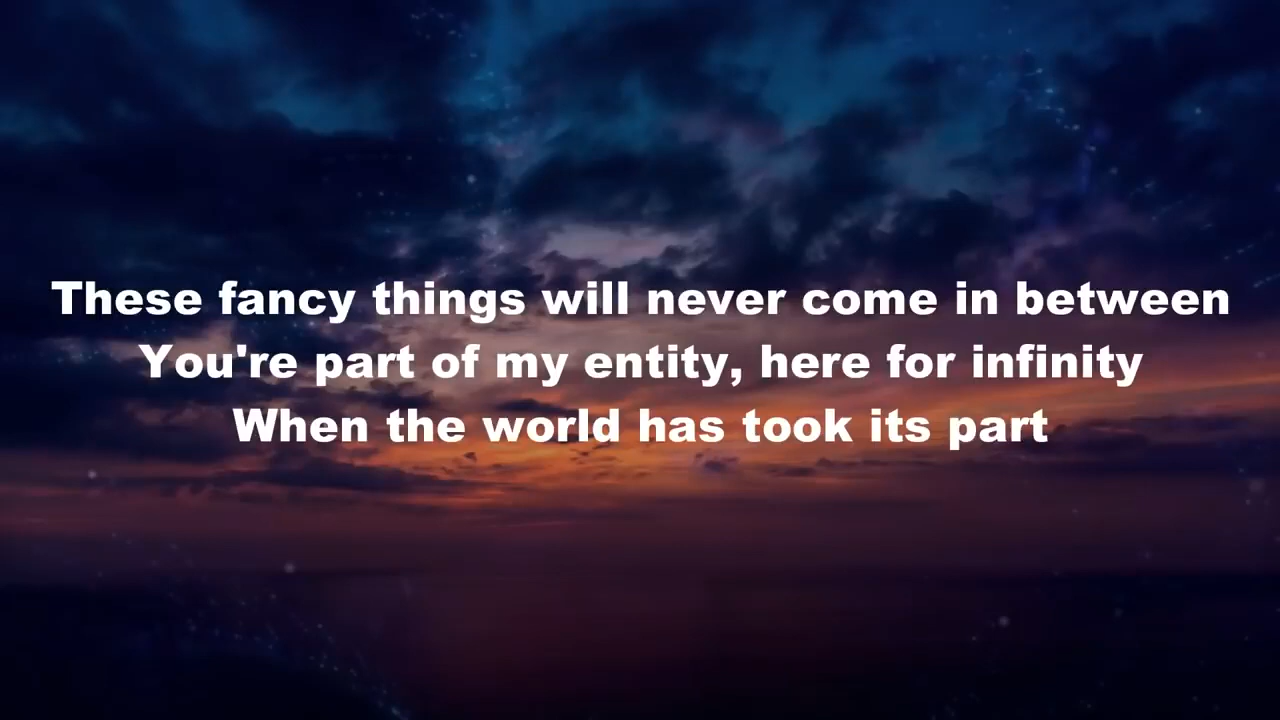 These fancy things will never come in between
You're part of my entity, here for infinity
When the world has took its part